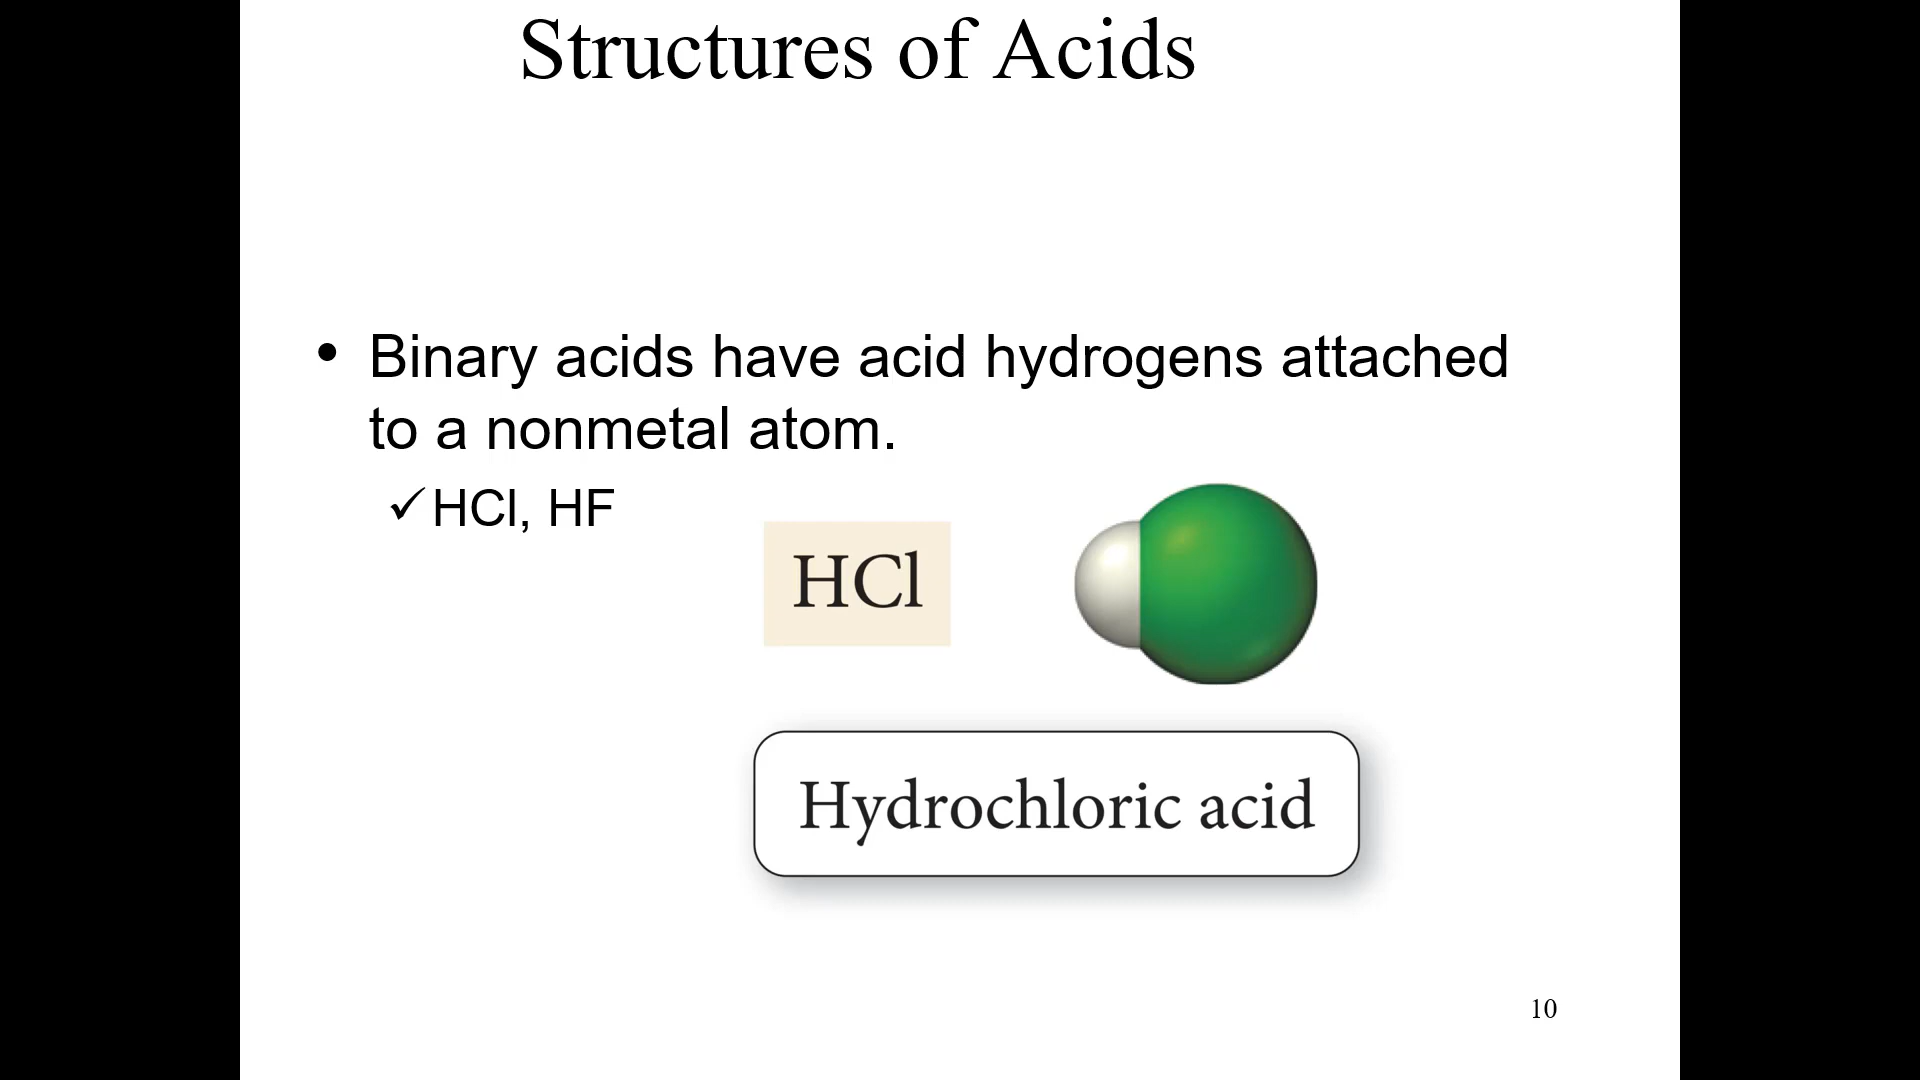 Structures of Acids
• Binary acids have acid hydrogens attached
to a nonmetal atom.
✓HCl, HF
HCl
Hydrochloric acid
10